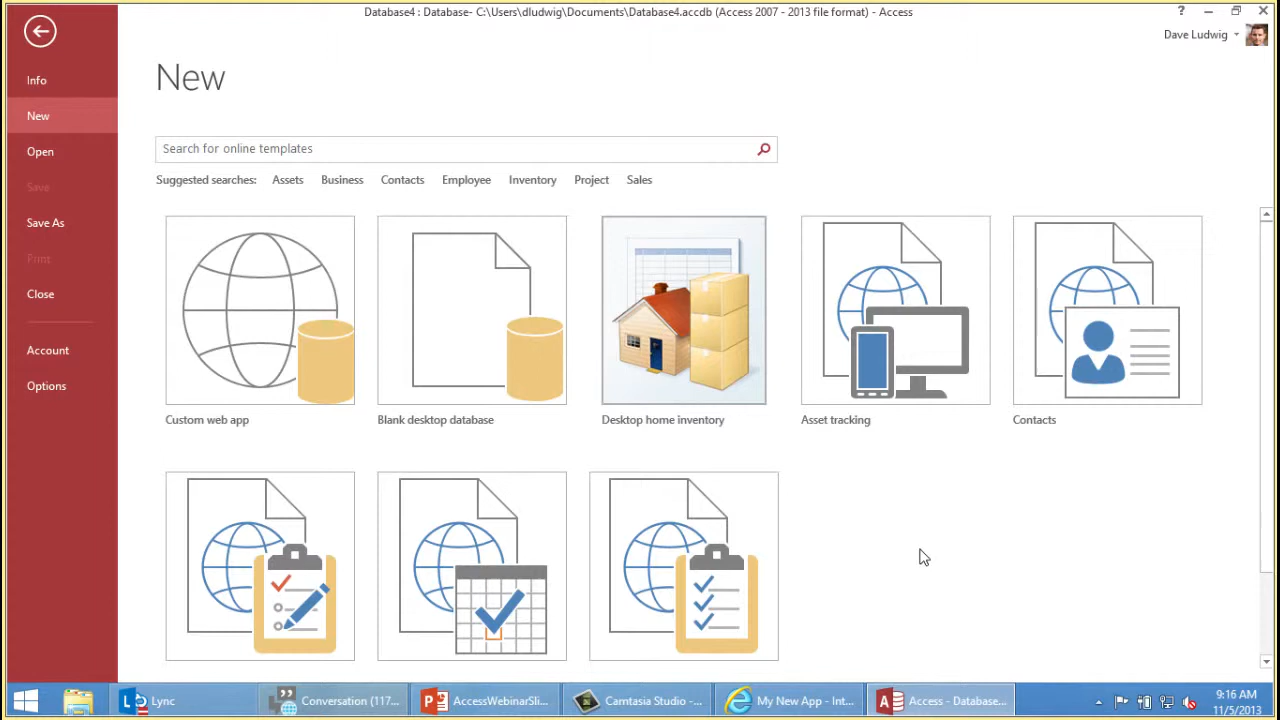 Database4 : Database- C:\Users\dludwig\Documents\Database4.accdb (Access 2007 - 2013 file format) - Access
?
Dave Ludwig
Info
New
Open
Save
Save As
Print
Close
Account
Options
New
Search for online templates
Suggested searches: Assets Business Contacts Employee Inventory Project Sales
Custom web app
Blank desktop database
Desktop home inventory
Asset tracking
Contacts
Lync
Conversation (117...
AccessWebinarSli...
Camtasia Studio -...
My New App - Int...
Access - Database...
9:16 AM
11/5/2013